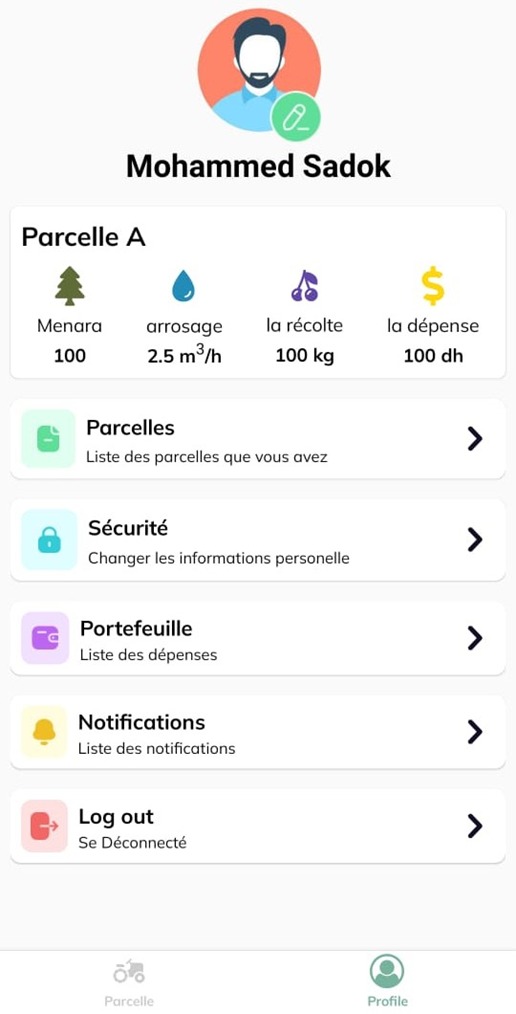 Mohammed Sadok
Parcelle A
Menara arrosage la récolte la dépense
100 2.5 m³/h 100 kg 100 dh
Parcelles
Liste des parcelles que vous avez
Sécurité
Changer les informations personelle
Portefeuille
Liste des dépenses
Notifications
Liste des notifications
Log out
Se Déconnecté
Parcelle Profile